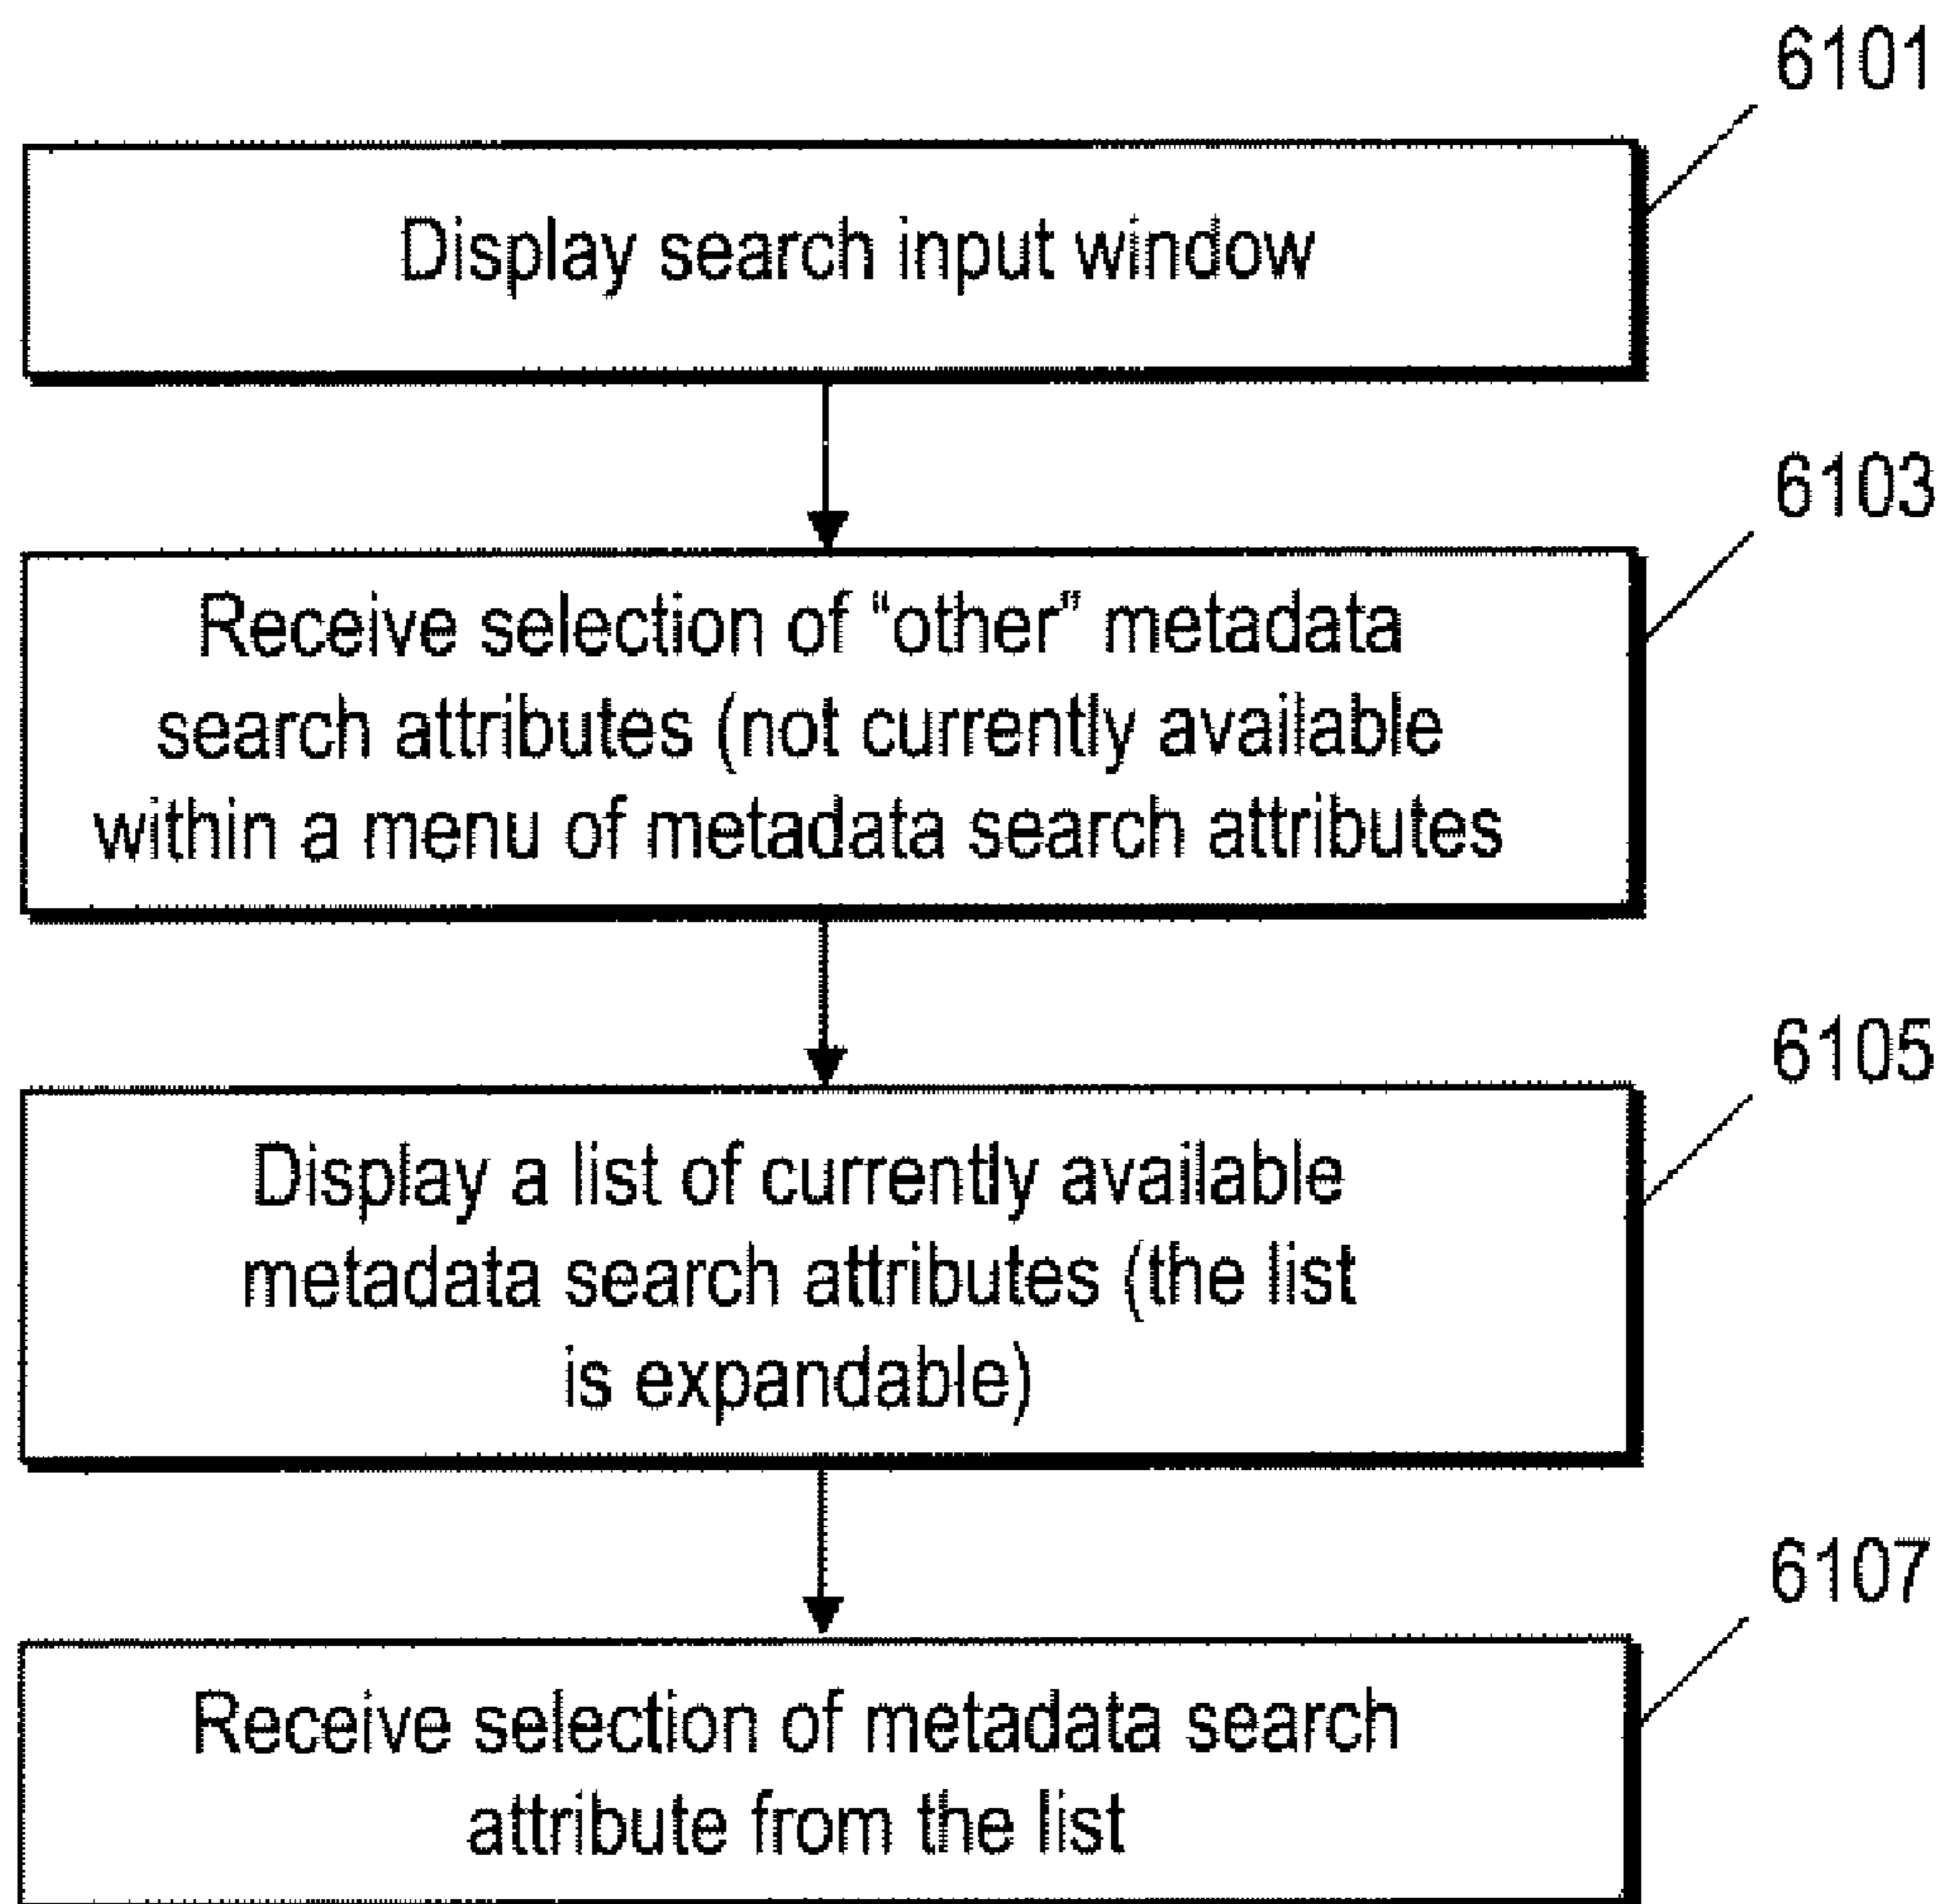 6101
Display search input window
6103
Receive selection of “other” metadata
search attributes (not currently available
within a menu of metadata search attributes
6105
Display a list of currently available
metadata search attributes (the list
is expandable)
6107
Receive selection of metadata search
attribute from the list